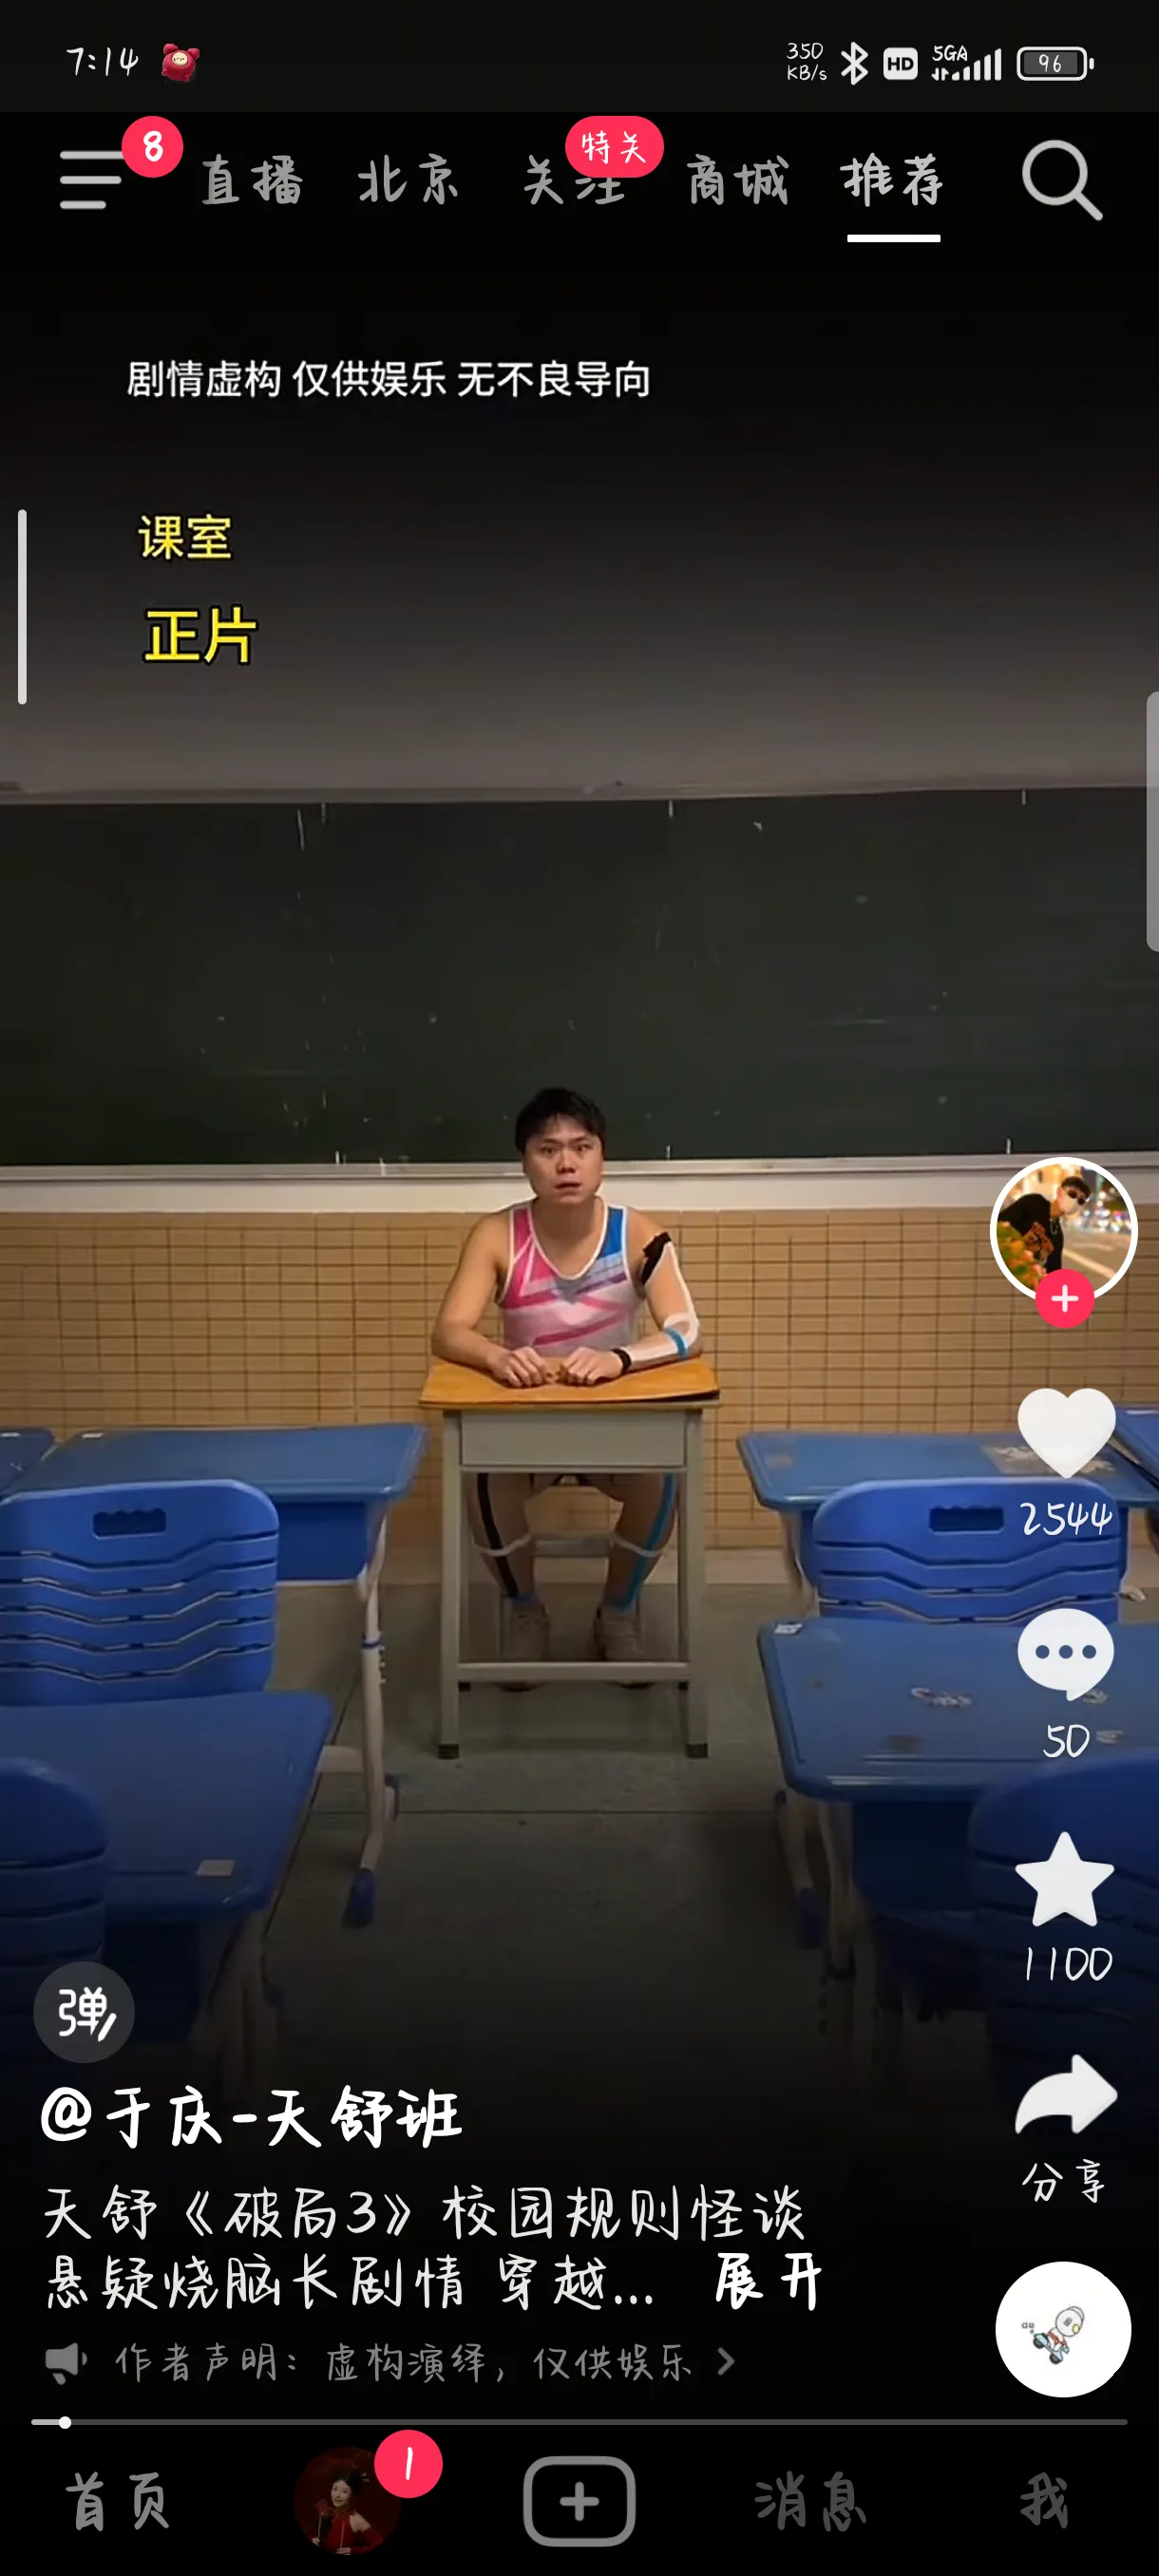 7:14
350
KB/s
HD
5GA
96
8
特关
直播 北京 关注 商城 推荐
剧情虚构 仅供娱乐 无不良导向
课室
正片
2544
50
1100
弹
@于庆-天舒班
分享
天舒《破局3》校园规则怪谈
悬疑烧脑长剧情 穿越... 展开
作者声明：虚构演绎，仅供娱乐
1
首页 消息 我